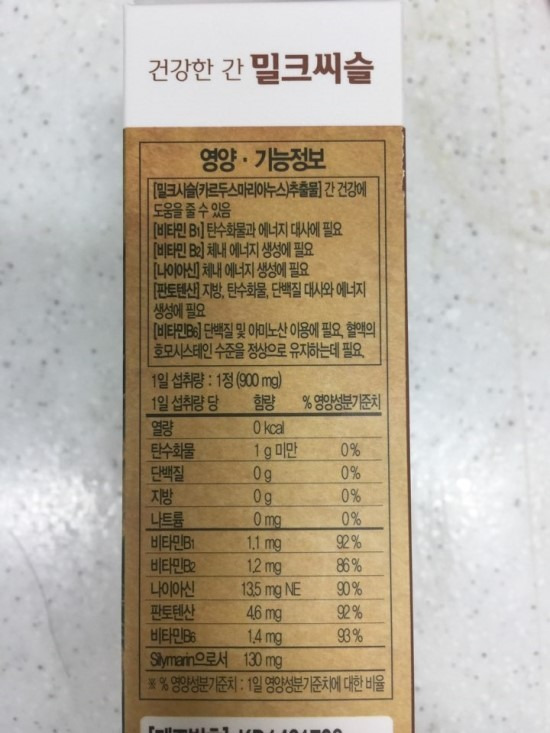 건강한 간 밀크씨슬
영양 · 기능정보
[밀크시슬(카르두스마리아누스)추출물] 간 건강에
도움을 줄 수 있음
[비타민 B1] 탄수화물과 에너지 대사에 필요
[비타민 B2] 체내 에너지 생성에 필요
[나이아신] 체내 에너지 생성에 필요
[판토텐산] 지방, 탄수화물, 단백질 대사와 에너지
생성에 필요
[비타민B6] 단백질 및 아미노산 이용에 필요, 혈액의
호모시스테인 수준을 정상으로 유지하는데 필요
1일 섭취량 : 1정 (900 mg)
1일 섭취량 당 함량 % 영양성분기준치
열량 0 kcal
탄수화물 1 g 미만 0 %
단백질 0 g 0 %
지방 0 g 0 %
나트륨 0 mg 0 %
비타민B1 1.1 mg 92 %
비타민B2 1.2 mg 86 %
나이아신 13.5 mg NE 90 %
판토텐산 4.6 mg 92 %
비타민B6 1.4 mg 93 %
Silymarin으로서 130 mg
※ % 영양성분기준치 : 1일 영양성분기준치에 대한 비율